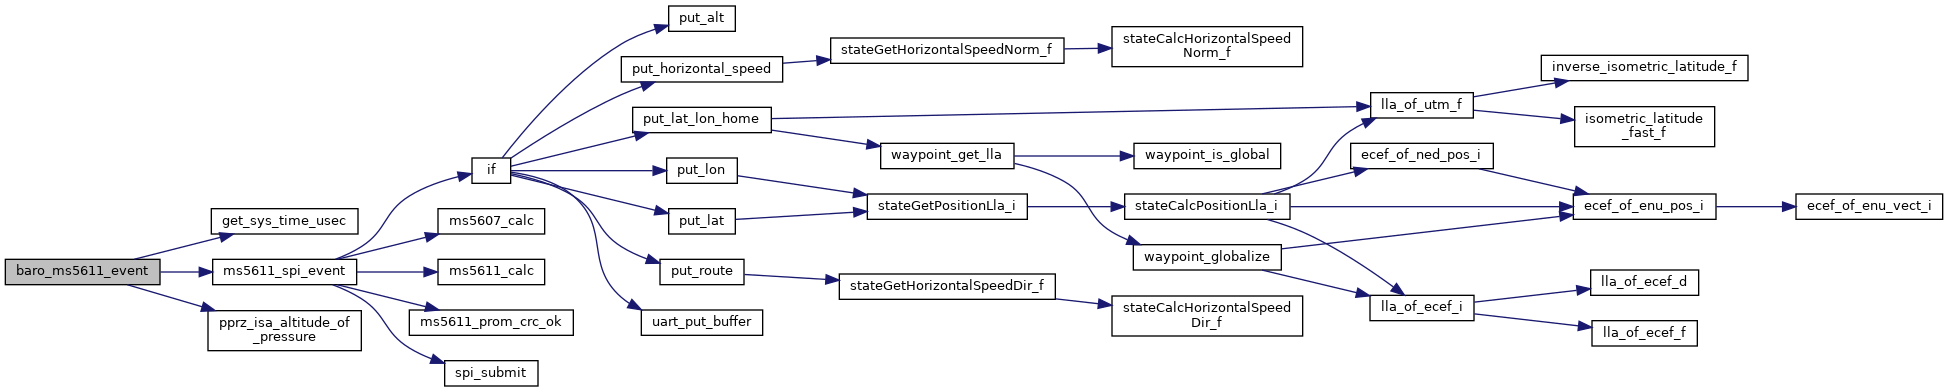 put_alt
stateGetHorizontalSpeedNorm_f
stateCalcHorizontalSpeed
Norm_f
put_horizontal_speed
inverse_isometric_latitude_f
put_lat_lon_home
lla_of_utm_f
isometric_latitude
_fast_f
waypoint_get_lla
waypoint_is_global
ecef_of_ned_pos_i
if
put_lon
stateGetPositionLla_i
stateCalcPositionLla_i
ecef_of_enu_pos_i
ecef_of_enu_vect_i
get_sys_time_usec
ms5607_calc
put_lat
waypoint_globalize
baro_ms5611_event
ms5611_spi_event
ms5611_calc
put_route
stateGetHorizontalSpeedDir_f
lla_of_ecef_d
lla_of_ecef_i
stateCalcHorizontalSpeed
Dir_f
pprz_isa_altitude_of
_pressure
ms5611_prom_crc_ok
uart_put_buffer
lla_of_ecef_f
spi_submit